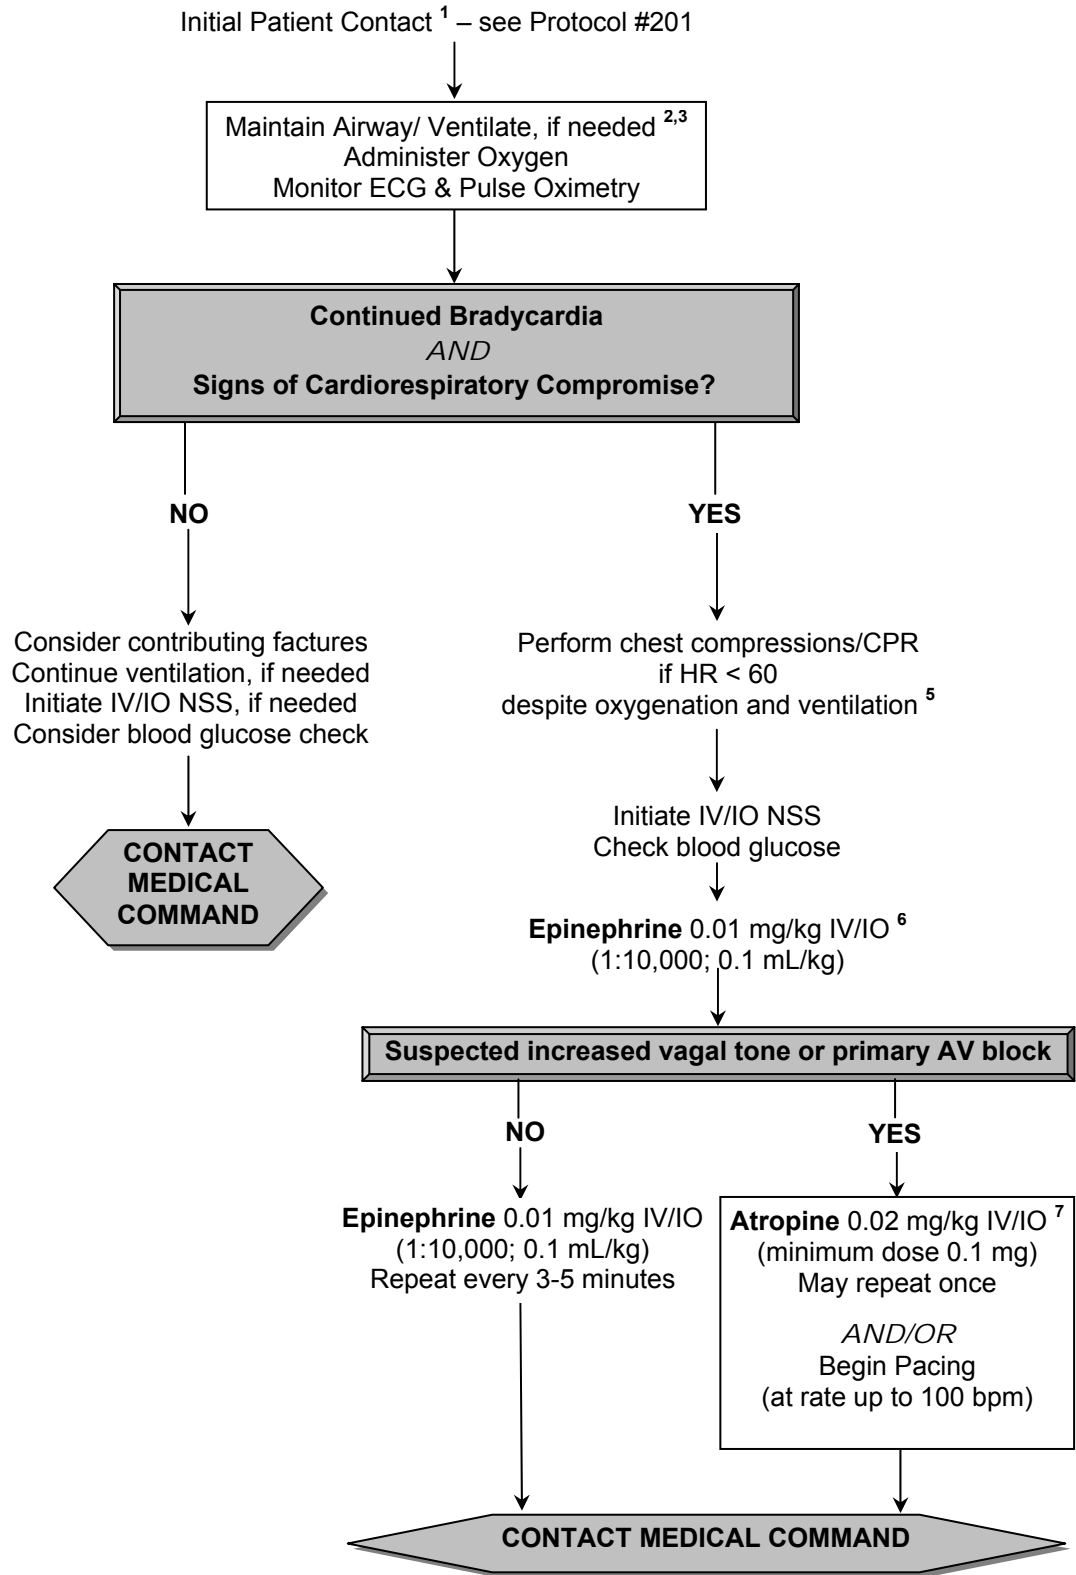 Initial Patient Contact 1 – see Protocol #201
Maintain Airway/ Ventilate, if needed 2,3
Administer Oxygen
Monitor ECG & Pulse Oximetry
Continued Bradycardia
AND
Signs of Cardiorespiratory Compromise?
NO
YES
Consider contributing factures
Continue ventilation, if needed
Initiate IV/IO NSS, if needed
Consider blood glucose check
CONTACT
MEDICAL
COMMAND
Perform chest compressions/CPR
if HR < 60
despite oxygenation and ventilation 5
Initiate IV/IO NSS
Check blood glucose
Epinephrine 0.01 mg/kg IV/IO 6
(1:10,000; 0.1 mL/kg)
Suspected increased vagal tone or primary AV block
NO
YES
Epinephrine 0.01 mg/kg IV/IO
(1:10,000; 0.1 mL/kg)
Repeat every 3-5 minutes
Atropine 0.02 mg/kg IV/IO 7
(minimum dose 0.1 mg)
May repeat once
AND/OR
Begin Pacing
(at rate up to 100 bpm)
CONTACT MEDICAL COMMAND